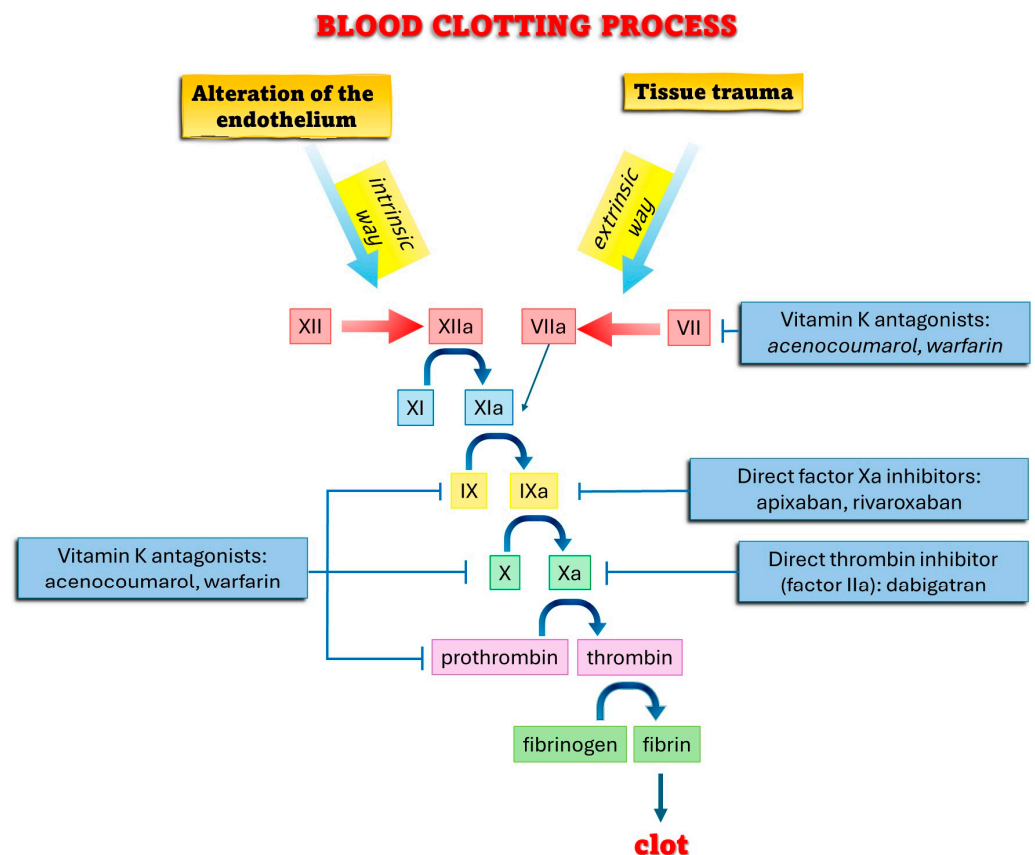 BLOOD CLOTTING PROCESS
Alteration of the
endothelium
Tissue trauma
intrinsic
way
extrinsic
way
XII
XIIa
VIIa
VII
Vitamin K antagonists:
acenocoumarol, warfarin
XI
XIa
IX
IXa
Direct factor Xa inhibitors:
apixaban, rivaroxaban
Vitamin K antagonists:
acenocoumarol, warfarin
X
Xa
Direct thrombin inhibitor
(factor IIa): dabigatran
prothrombin
thrombin
fibrinogen
fibrin
clot